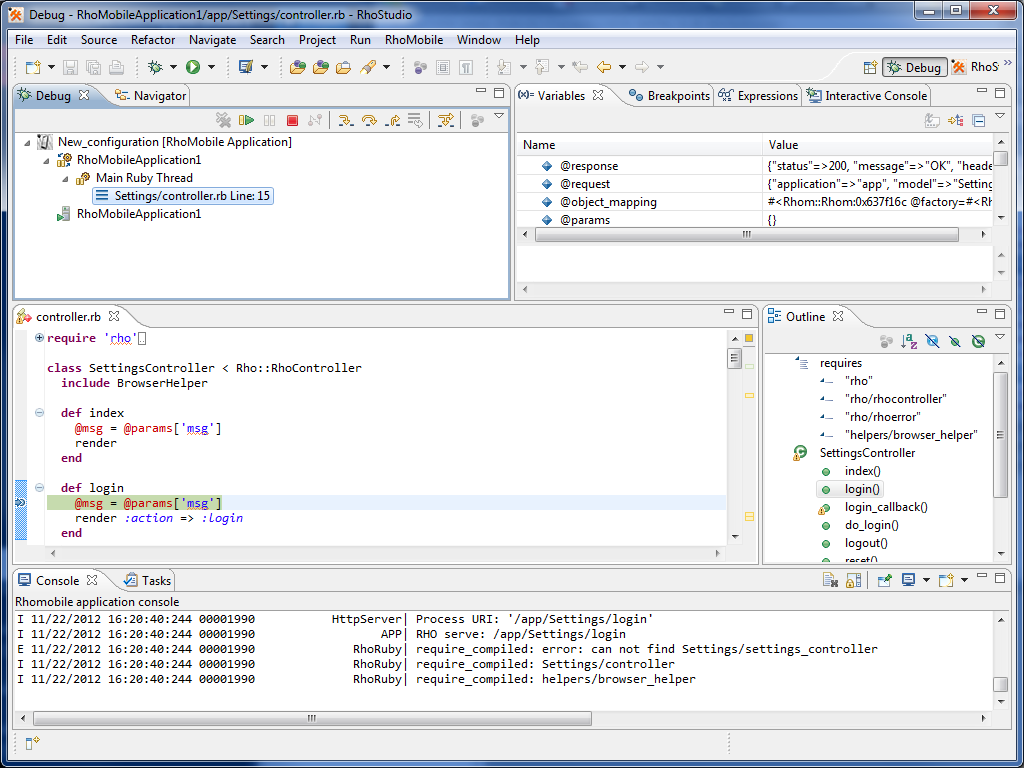 Debug - RhoMobileApplication1/app/Settings/controller.rb - RhoStudio
File Edit Source Refactor Navigate Search Project Run RhoMobile Window Help
Debug RhoS
Debug Navigator
New_configuration [RhoMobile Application]
RhoMobileApplication1
Main Ruby Thread
Settings/controller.rb Line: 15
RhoMobileApplication1
(x)= Variables Breakpoints Expressions Interactive Console
Name Value
@response {"status"=>200, "message"=>"OK", "heade
@request {"application"=>"app", "model"=>"Setting
@object_mapping #<Rhom::Rhom:0x637f16c @factory=#<Rh
@params {}
controller.rb
require 'rho'
class SettingsController < Rho::RhoController
include BrowserHelper
def index
@msg = @params['msg']
render
end
def login
@msg = @params['msg']
render :action => :login
end
Outline
requires
"rho"
"rho/rhocontroller"
"rho/rhoerror"
"helpers/browser_helper"
SettingsController
index()
login()
login_callback()
do_login()
logout()
reset()
Console Tasks
Rhomobile application console
I 11/22/2012 16:20:40:244 00001990 HttpServer| Process URI: '/app/Settings/login'
I 11/22/2012 16:20:40:244 00001990 APP| RHO serve: /app/Settings/login
E 11/22/2012 16:20:40:244 00001990 RhoRuby| require_compiled: error: can not find Settings/settings_controller
I 11/22/2012 16:20:40:244 00001990 RhoRuby| require_compiled: Settings/controller
I 11/22/2012 16:20:40:244 00001990 RhoRuby| require_compiled: helpers/browser_helper